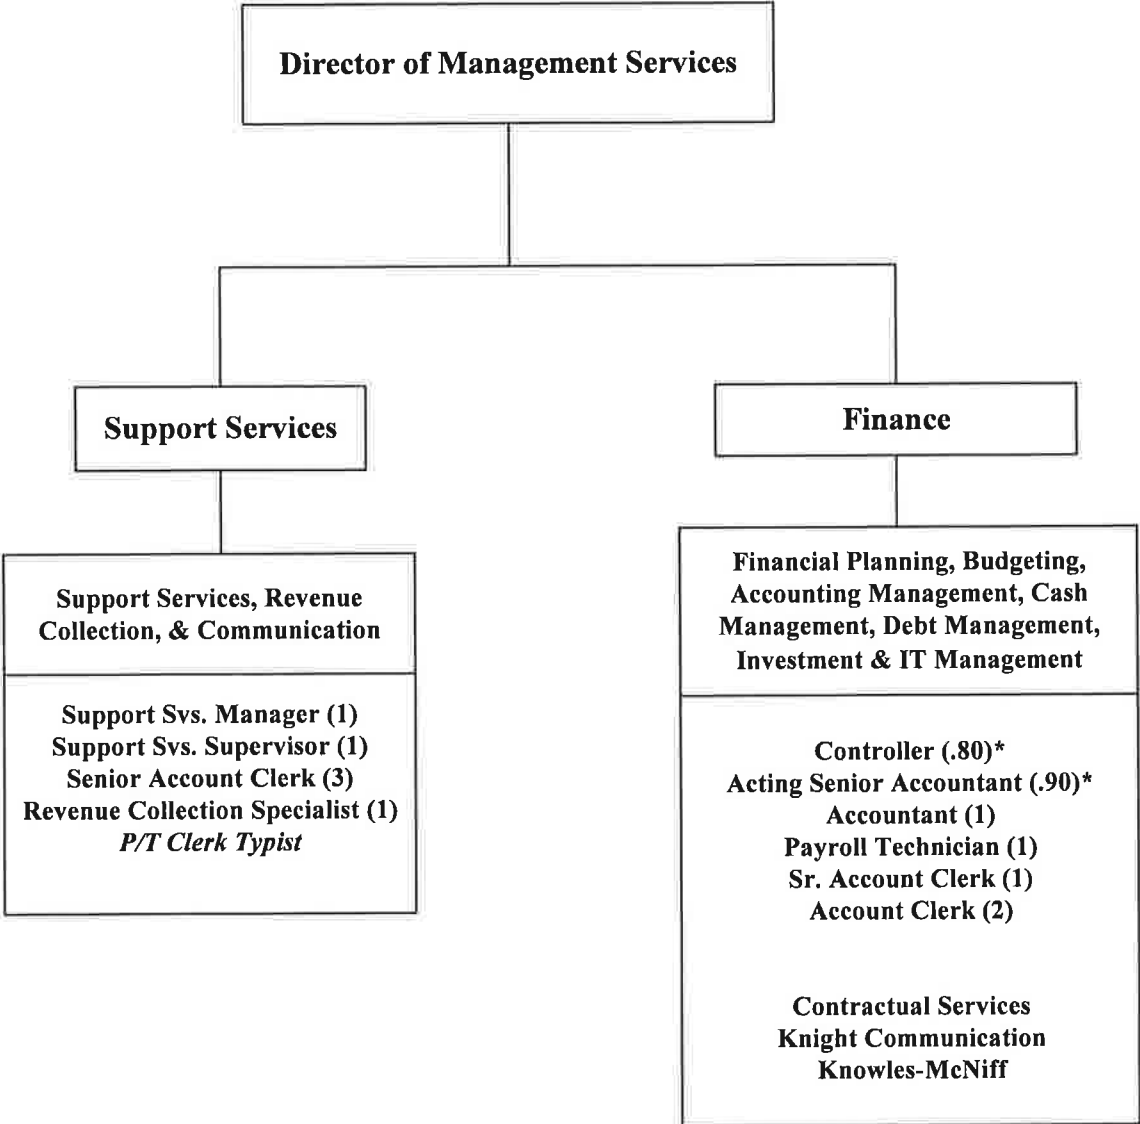 Director of Management Services
Support Services
Finance
Support Services, Revenue
Collection, & Communication
Support Svs. Manager (1)
Support Svs. Supervisor (1)
Senior Account Clerk (3)
Revenue Collection Specialist (1)
P/T Clerk Typist
Financial Planning, Budgeting,
Accounting Management, Cash
Management, Debt Management,
Investment & IT Management
Controller (.80)*
Acting Senior Accountant (.90)*
Accountant (1)
Payroll Technician (1)
Sr. Account Clerk (1)
Account Clerk (2)
Contractual Services
Knight Communication
Knowles-McNiff